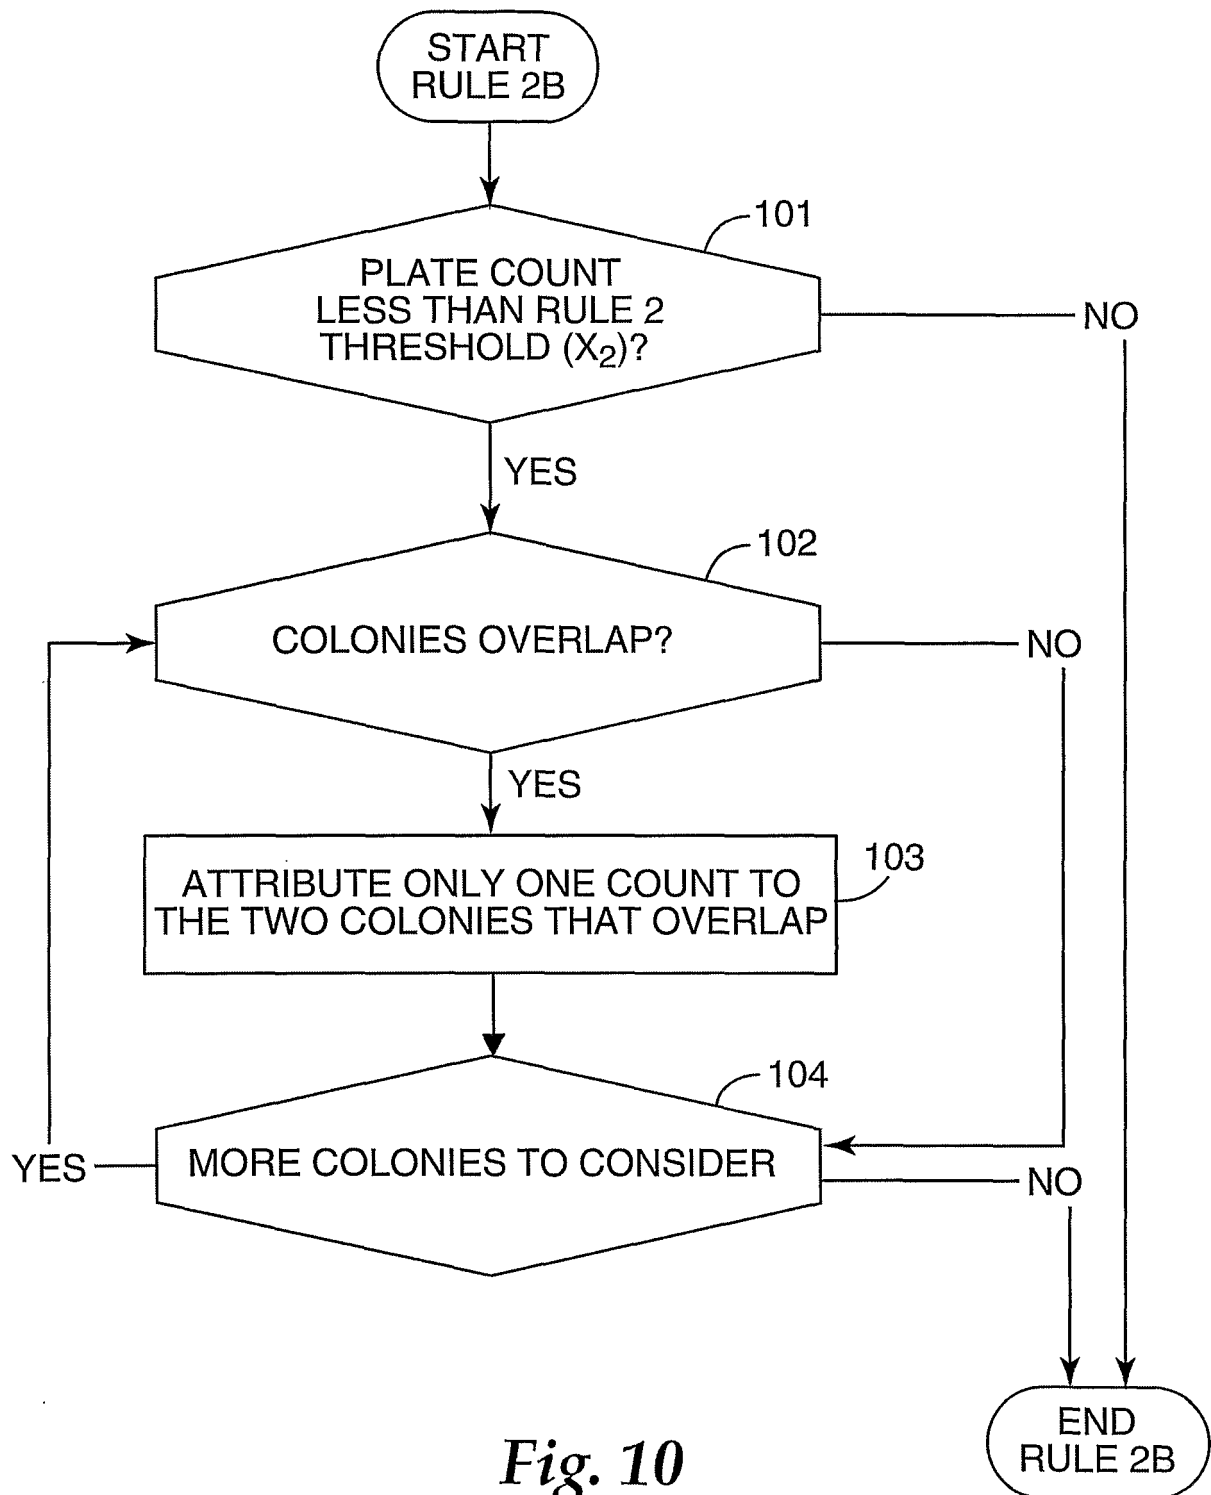 START
RULE 2B
101
PLATE COUNT
LESS THAN RULE 2
THRESHOLD (X₂)?
NO
YES
102
COLONIES OVERLAP?
NO
YES
103
ATTRIBUTE ONLY ONE COUNT TO
THE TWO COLONIES THAT OVERLAP
104
MORE COLONIES TO CONSIDER
YES
NO
END
RULE 2B
Fig. 10